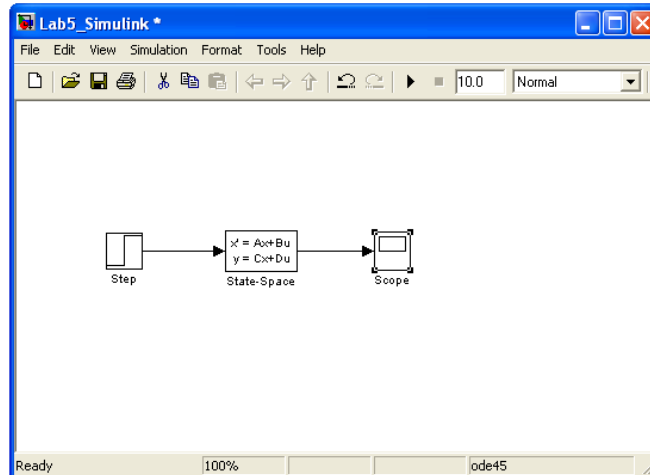 Lab5_Simulink *
File Edit View Simulation Format Tools Help
10.0 Normal
x' = Ax+Bu
y = Cx+Du
Step
State-Space
Scope
Ready 100% ode45